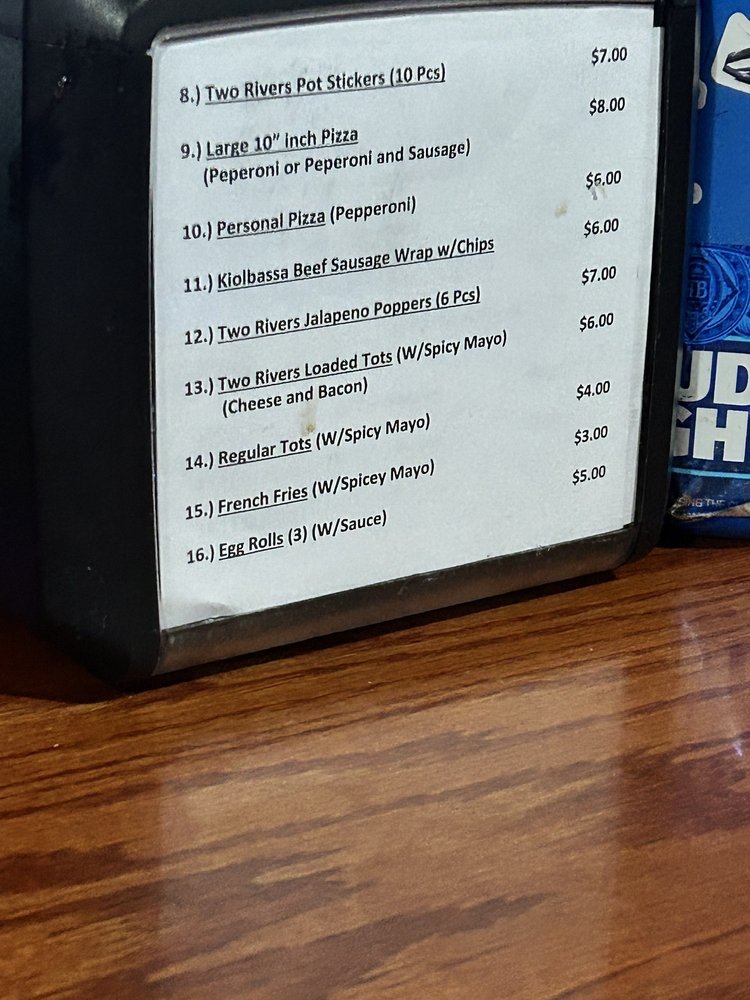 8.) Two Rivers Pot Stickers (10 Pcs) $7.00
9.) Large 10" inch Pizza $8.00
(Peperoni or Peperoni and Sausage)
10.) Personal Pizza (Pepperoni) $6.00
11.) Kiolbassa Beef Sausage Wrap w/Chips $6.00
12.) Two Rivers Jalapeno Poppers (6 Pcs) $7.00
13.) Two Rivers Loaded Tots (W/Spicy Mayo) $6.00
(Cheese and Bacon)
14.) Regular Tots (W/Spicy Mayo) $4.00
15.) French Fries (W/Spicey Mayo) $3.00
16.) Egg Rolls (3) (W/Sauce) $5.00
UD
GH